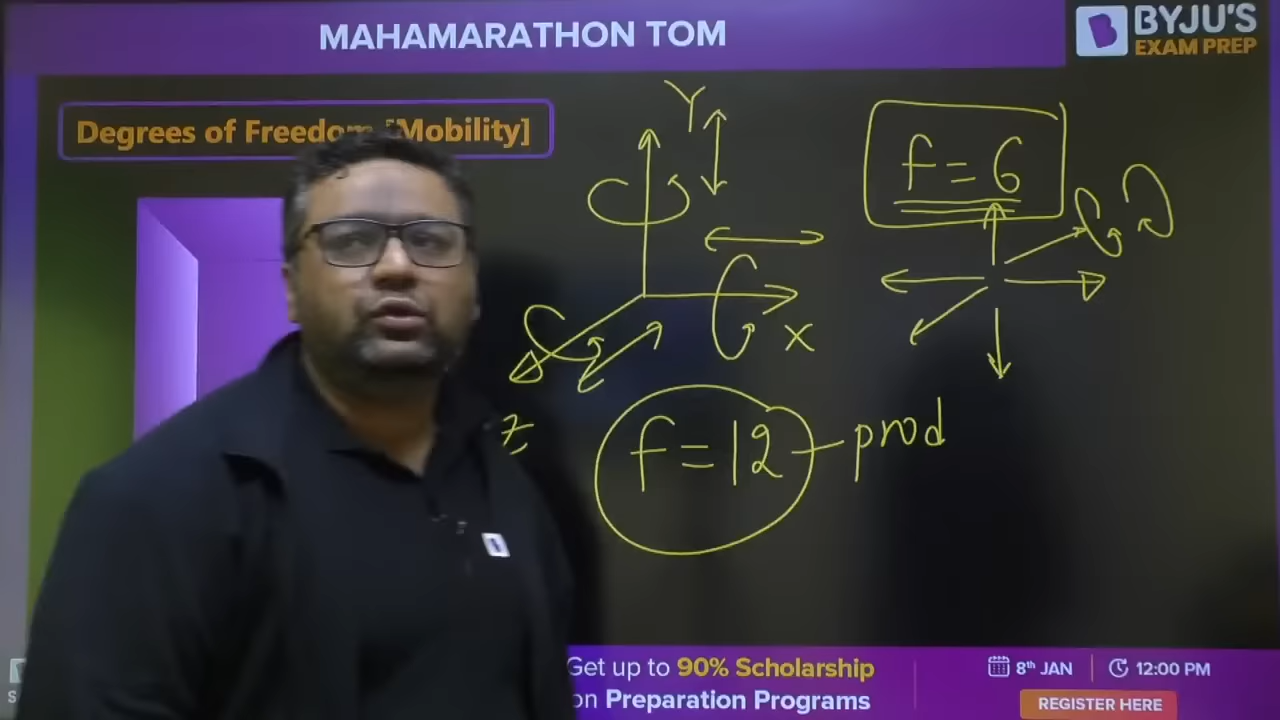 MAHAMARATHON TOM
BYJU'S
EXAM PREP
Degrees of Freedom [Mobility]
Y
f = 6
X
Z
f = 12 - prod
Get up to 90% Scholarship
on Preparation Programs
8th JAN
12:00 PM
REGISTER HERE